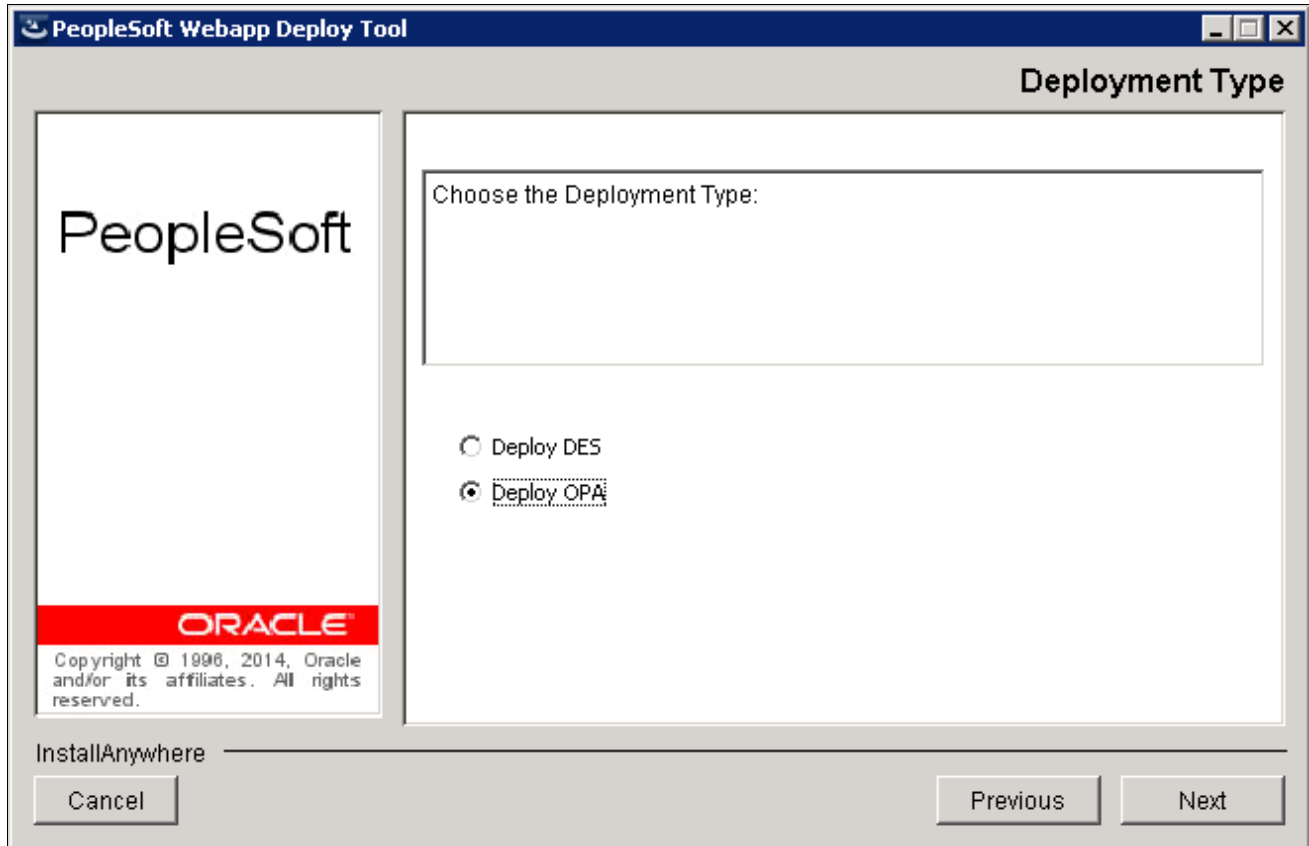 PeopleSoft Webapp Deploy Tool
Deployment Type
PeopleSoft
Choose the Deployment Type:
Deploy DES
Deploy OPA
ORACLE
Copyright © 1996, 2014, Oracle
and/or its affiliates. All rights
reserved.
InstallAnywhere
Cancel
Previous
Next